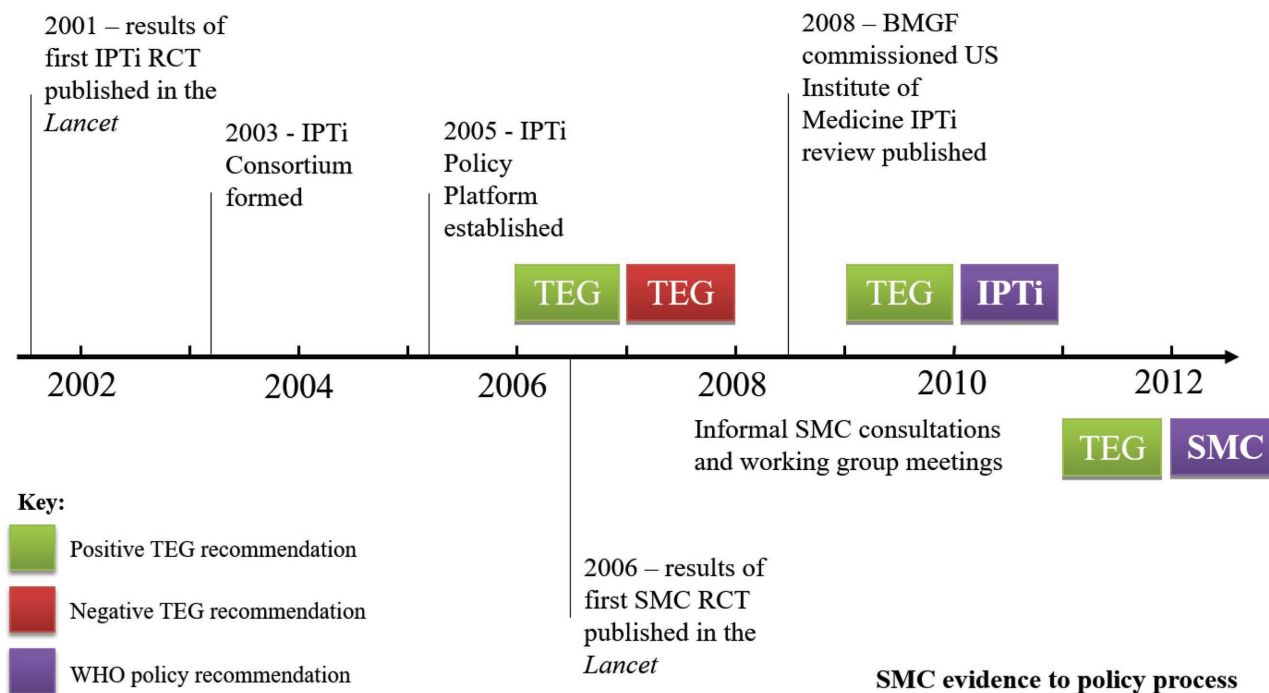 2001 – results of
first IPTi RCT
published in the
Lancet
2003 - IPTi
Consortium
formed
2005 - IPTi
Policy
Platform
established
2008 – BMGF
commissioned US
Institute of
Medicine IPTi
review published
TEG
TEG
TEG
IPTi
2002
2004
2006
2008
2010
2012
Informal SMC consultations
and working group meetings
TEG
SMC
Key:
Positive TEG recommendation
Negative TEG recommendation
WHO policy recommendation
2006 – results of
first SMC RCT
published in the
Lancet
SMC evidence to policy process